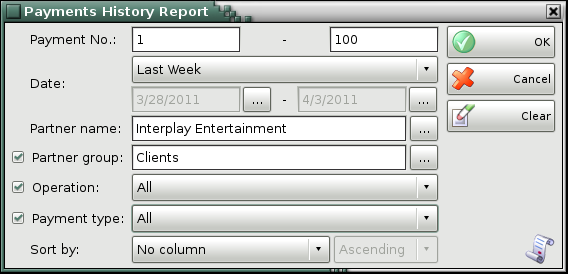 Payments History Report
Payment No.: 1 - 100 OK
Last Week
Date: Cancel
3/28/2011 ... - 4/3/2011 ...
Clear
Partner name: Interplay Entertainment ...
Partner group: Clients ...
Operation: All
Payment type: All
Sort by: No column Ascending